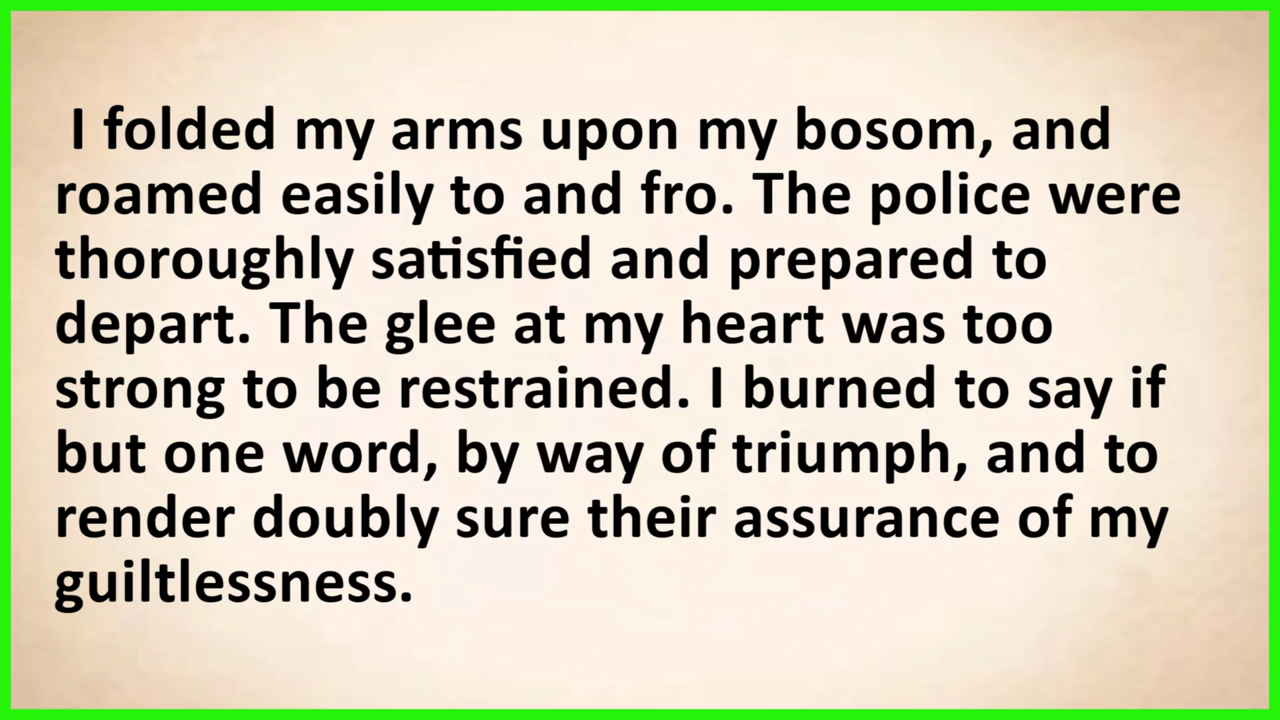 I folded my arms upon my bosom, and
roamed easily to and fro. The police were
thoroughly satisfied and prepared to
depart. The glee at my heart was too
strong to be restrained. I burned to say if
but one word, by way of triumph, and to
render doubly sure their assurance of my
guiltlessness.